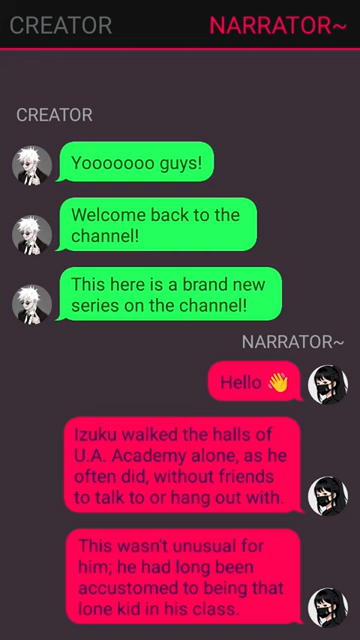 CREATOR NARRATOR~
CREATOR
Yooooooo guys!
Welcome back to the
channel!
This here is a brand new
series on the channel!
NARRATOR~
Hello 👋
Izuku walked the halls of
U.A. Academy alone, as he
often did, without friends
to talk to or hang out with.
This wasn't unusual for
him; he had long been
accustomed to being that
lone kid in his class.